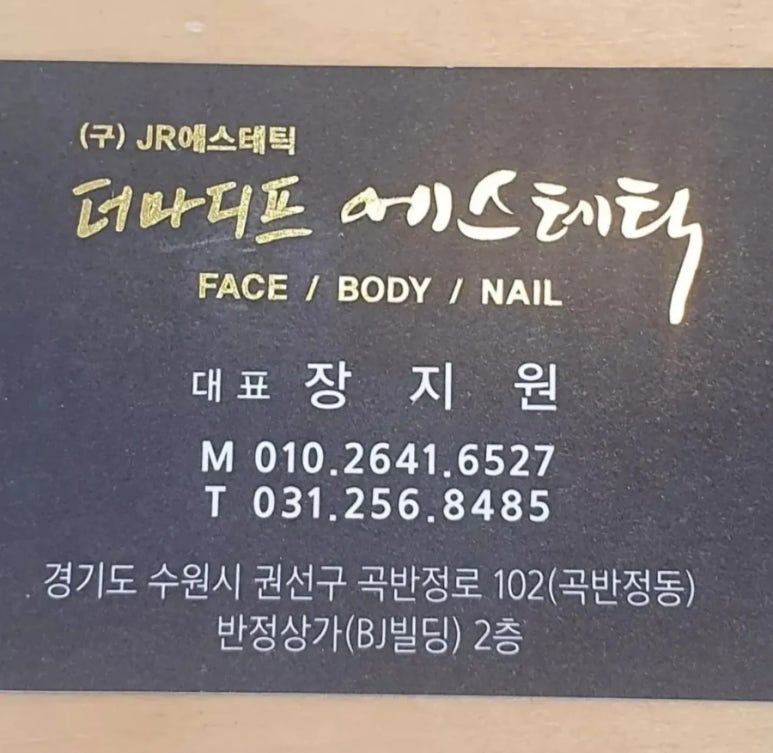 (구) JR에스테틱
더마디프 에스테틱
FACE / BODY / NAIL
대표 장 지 원
M 010.2641.6527
T 031.256.8485
경기도 수원시 권선구 곡반정로 102(곡반정동)
반정상가(BJ빌딩) 2층